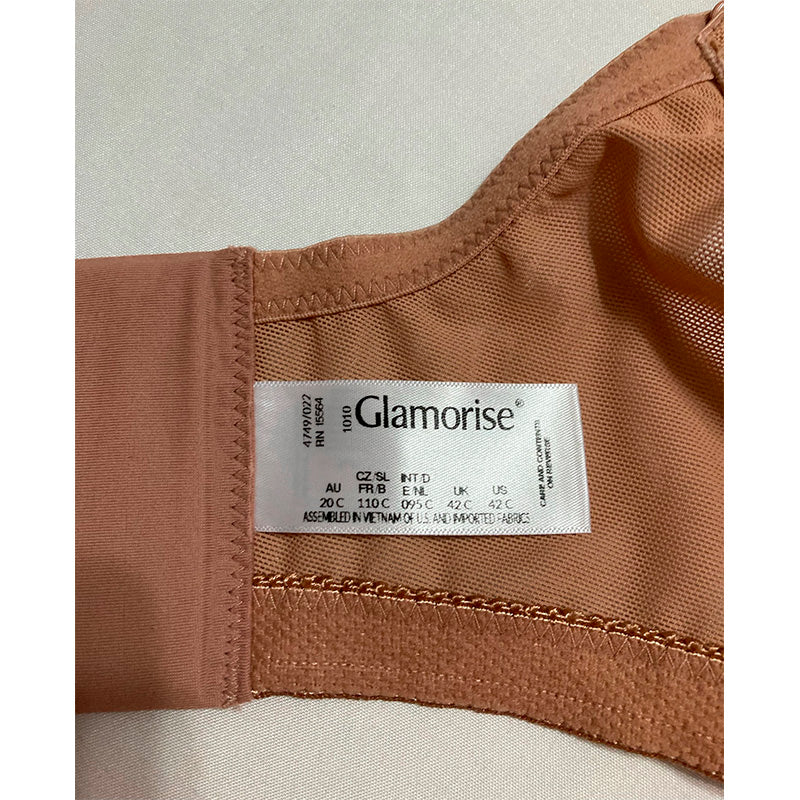 4749/022
RN 15564
1010
Glamorise®
CZ/SL INT/D
AU FR/B E/NL UK US
20 C 110 C 095 C 42 C 42 C
ASSEMBLED IN VIETNAM OF U.S. AND IMPORTED FABRICS
CARE AND CONTENTS
ON REVERSE